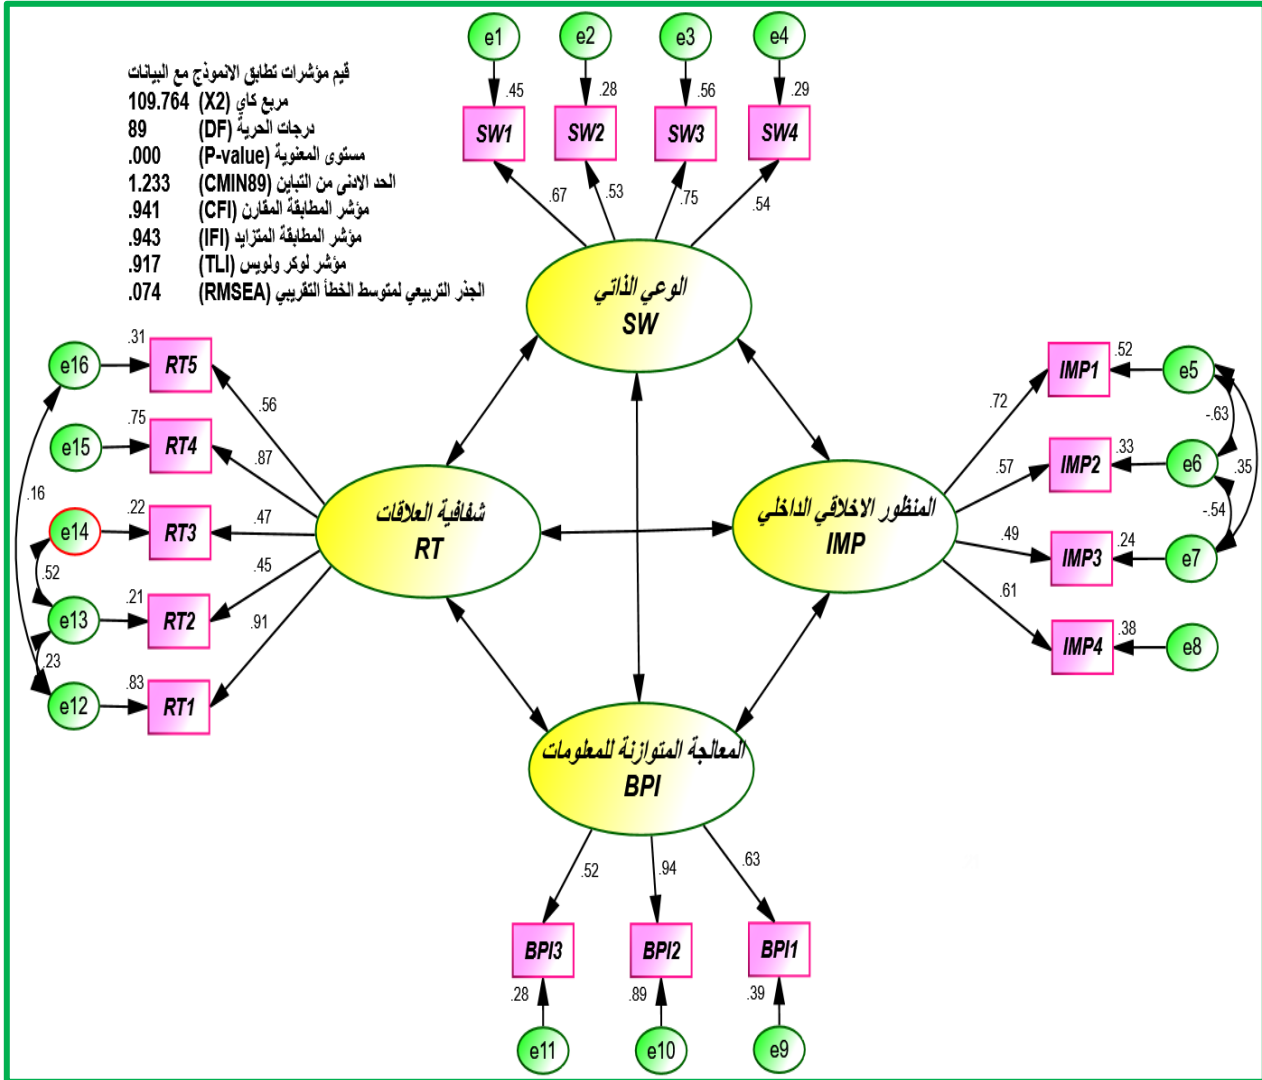 قيم مؤشرات تطابق الانموذج مع البيانات
مربع كاي (X2) 109.764
درجات الحرية (DF) 89
مستوى المعنوية (P-value) .000
الحد الادنى من التباين (CMIN89) 1.233
مؤشر المطابقة المقارن (CFI) .941
مؤشر المطابقة المتزايد (IFI) .943
مؤشر لوكر ولويس (TLI) .917
الجذر التربيعي لمتوسط الخطأ التقريبي (RMSEA) .074
e1 e2 e3 e4
.45 .28 .56 .29
SW1 SW2 SW3 SW4
.67 .53 .75 .54
الوعي الذاتي
SW
e16 .31 RT5 .56
e15 .75 RT4 .87
e14 .22 RT3 .47
e13 .21 RT2 .45
e12 .83 RT1 .91
.16
.52
.23
شفافية العلاقات
RT
المنظور الاخلاقي الداخلي
IMP
.72 IMP1 .52 e5
.57 IMP2 .33 e6
.49 IMP3 .24 e7
.61 IMP4 .38 e8
-.63
.35
-.54
المعالجة المتوازنة للمعلومات
BPI
.52 .94 .63
BPI3 BPI2 BPI1
.28 .89 .39
e11 e10 e9